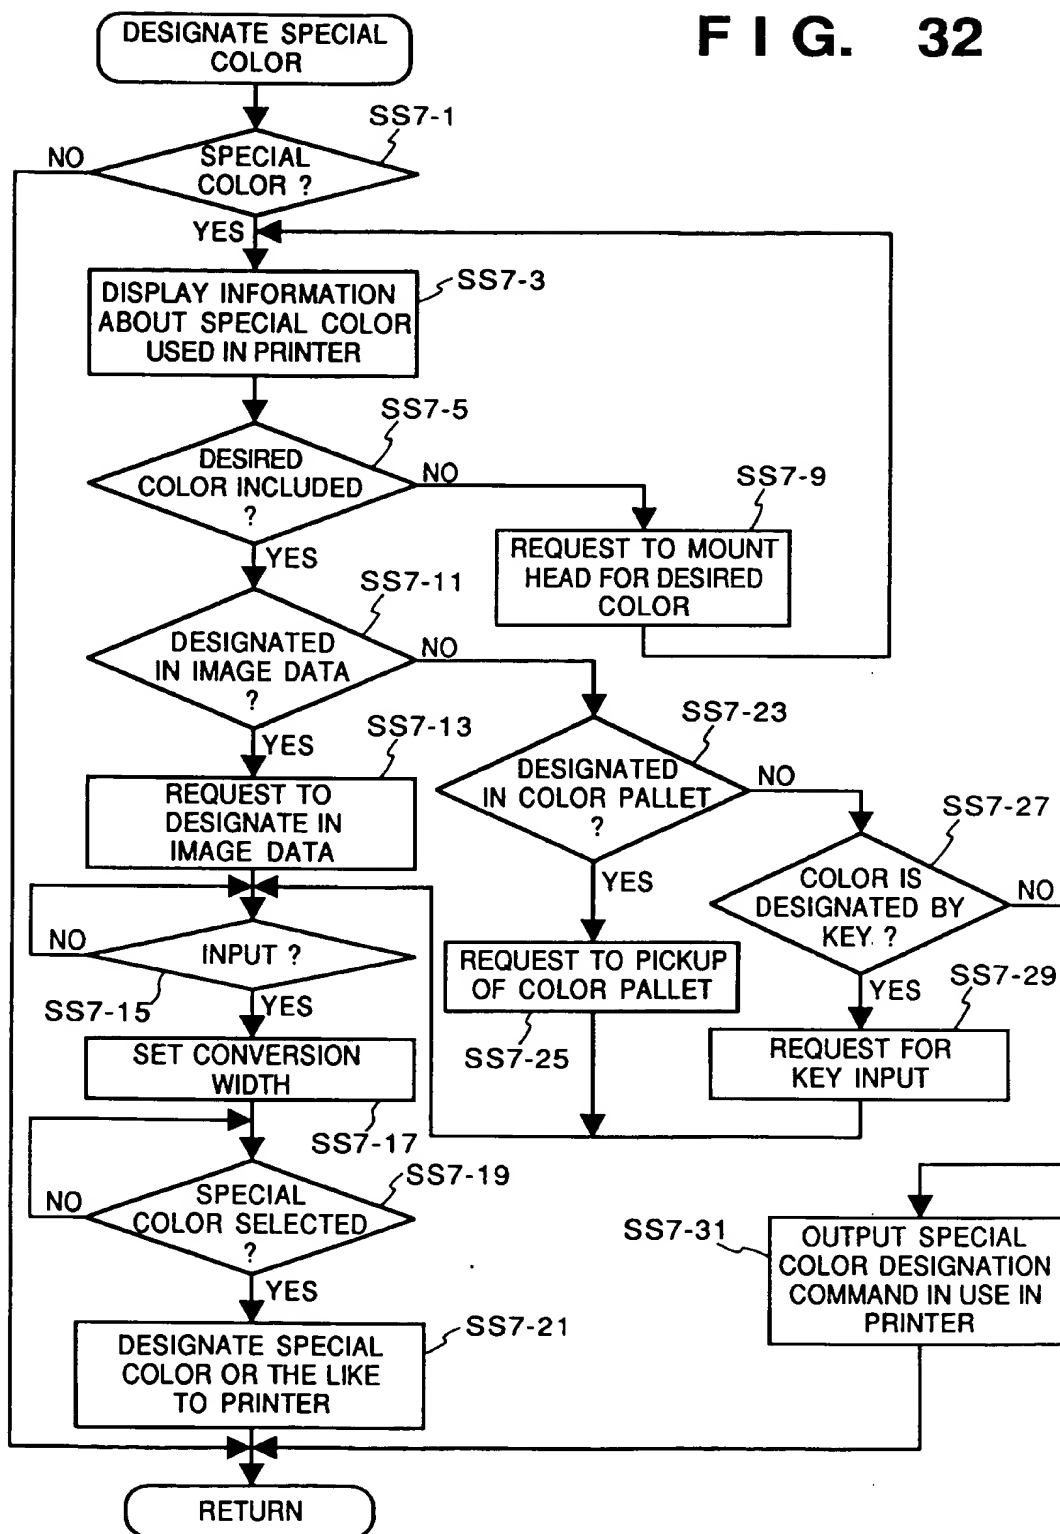 FIG. 32
DESIGNATE SPECIAL
COLOR
SS7-1
NO
SPECIAL
COLOR ?
YES
SS7-3
DISPLAY INFORMATION
ABOUT SPECIAL COLOR
USED IN PRINTER
SS7-5
DESIRED
COLOR INCLUDED
?
NO
SS7-9
REQUEST TO MOUNT
HEAD FOR DESIRED
COLOR
YES
SS7-11
DESIGNATED
IN IMAGE DATA
?
NO
YES
SS7-13
REQUEST TO
DESIGNATE IN
IMAGE DATA
SS7-23
DESIGNATED
IN COLOR PALLET
?
NO
YES
SS7-27
COLOR IS
DESIGNATED BY
KEY ?
NO
YES
NO
INPUT ?
SS7-15
YES
REQUEST TO PICKUP
OF COLOR PALLET
SS7-25
SS7-29
REQUEST FOR
KEY INPUT
SET CONVERSION
WIDTH
SS7-17
SS7-19
NO
SPECIAL
COLOR SELECTED
?
YES
SS7-31
OUTPUT SPECIAL
COLOR DESIGNATION
COMMAND IN USE IN
PRINTER
SS7-21
DESIGNATE SPECIAL
COLOR OR THE LIKE
TO PRINTER
RETURN